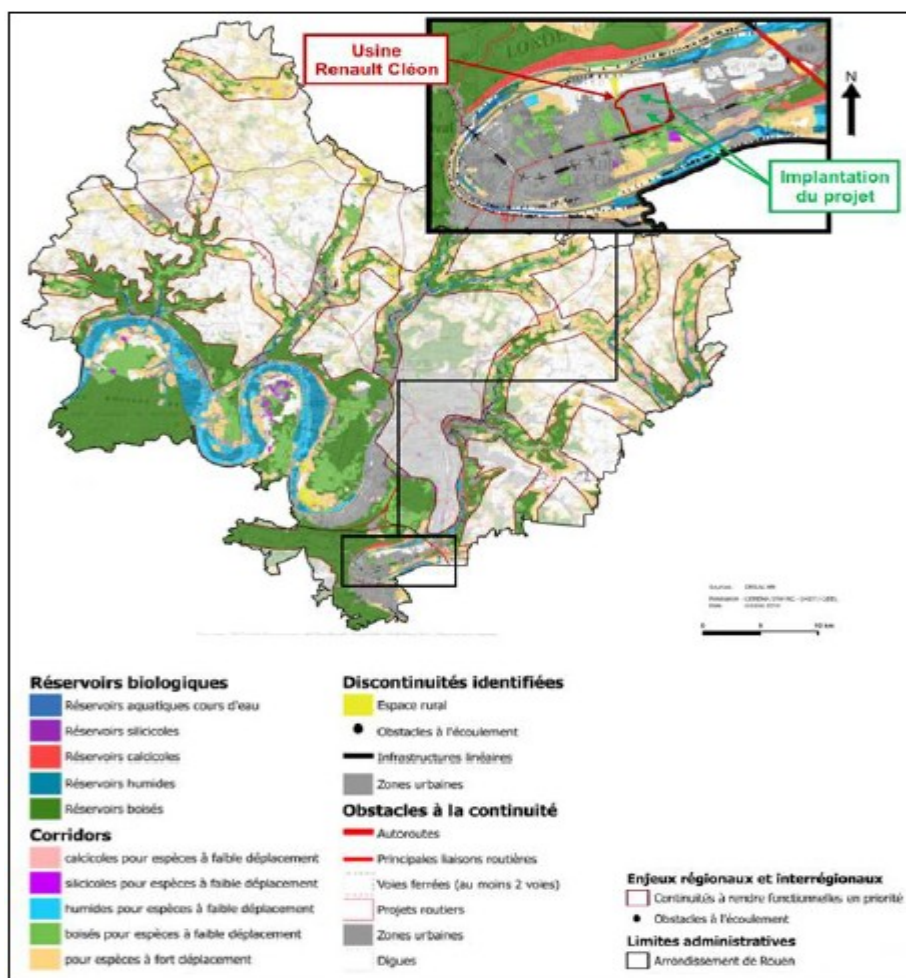 Usine
Renault Cléon
N
Implantation
du projet
0
10 km
Réservoirs biologiques
Réservoirs aquatiques cours d'eau
Réservoirs silicicoles
Réservoirs calcicoles
Réservoirs humides
Réservoirs boisés
Corridors
calcicoles pour espèces à faible déplacement
silicicoles pour espèces à faible déplacement
humides pour espèces à faible déplacement
boisés pour espèces à faible déplacement
pour espèces à fort déplacement
Discontinuités identifiées
Espace rural
Obstacles à l'écoulement
Infrastructures linéaires
Zones urbaines
Obstacles à la continuité
Autoroutes
Principales liaisons routières
Voies ferrées (au moins 2 voies)
Projets routiers
Zones urbaines
Digues
Enjeux régionaux et interrégionaux
Continuités à rendre fonctionnelles en priorité
Obstacles à l'écoulement
Limites administratives
Arrondissement de Rouen